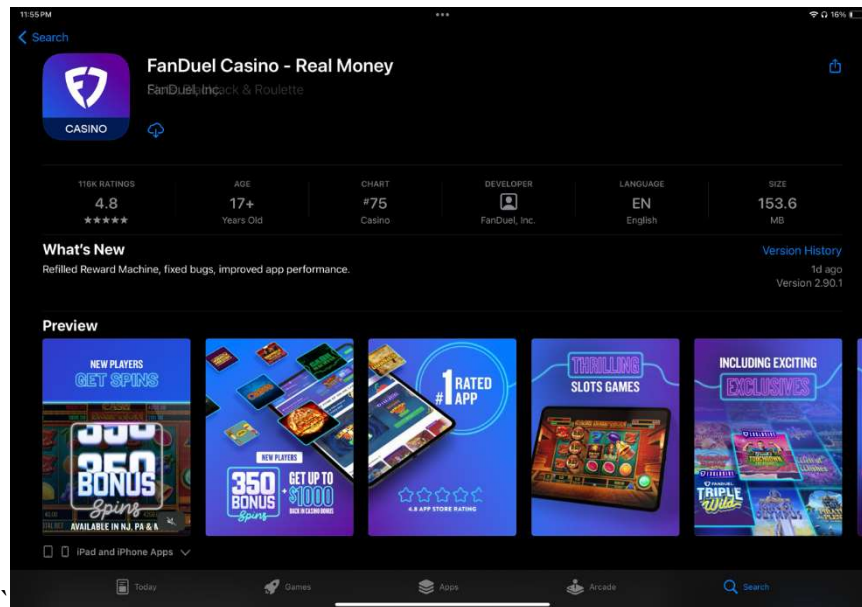 11:55 PM
16%
Search
FanDuel Casino - Real Money
FanDuel, Inc.
CASINO
116K RATINGS
4.8
AGE
17+
Years Old
CHART
#75
Casino
DEVELOPER
FanDuel, Inc.
LANGUAGE
EN
English
SIZE
153.6
MB
What's New
Version History
Refilled Reward Machine, fixed bugs, improved app performance.
1d ago
Version 2.90.1
Preview
NEW PLAYERS
GET SPINS
350
BONUS
Spins
AVAILABLE IN NJ, PA &
NEW PLAYERS
350
BONUS
Spins
+
GET UP TO
$1000
BACK IN CASINO BONUS
#1 RATED
APP
4.8 APP STORE RATING
THRILLING
SLOTS GAMES
INCLUDING EXCITING
EXCLUSIVES
TRIPLE
Wild
iPad and iPhone Apps
Today
Games
Apps
Arcade
Search